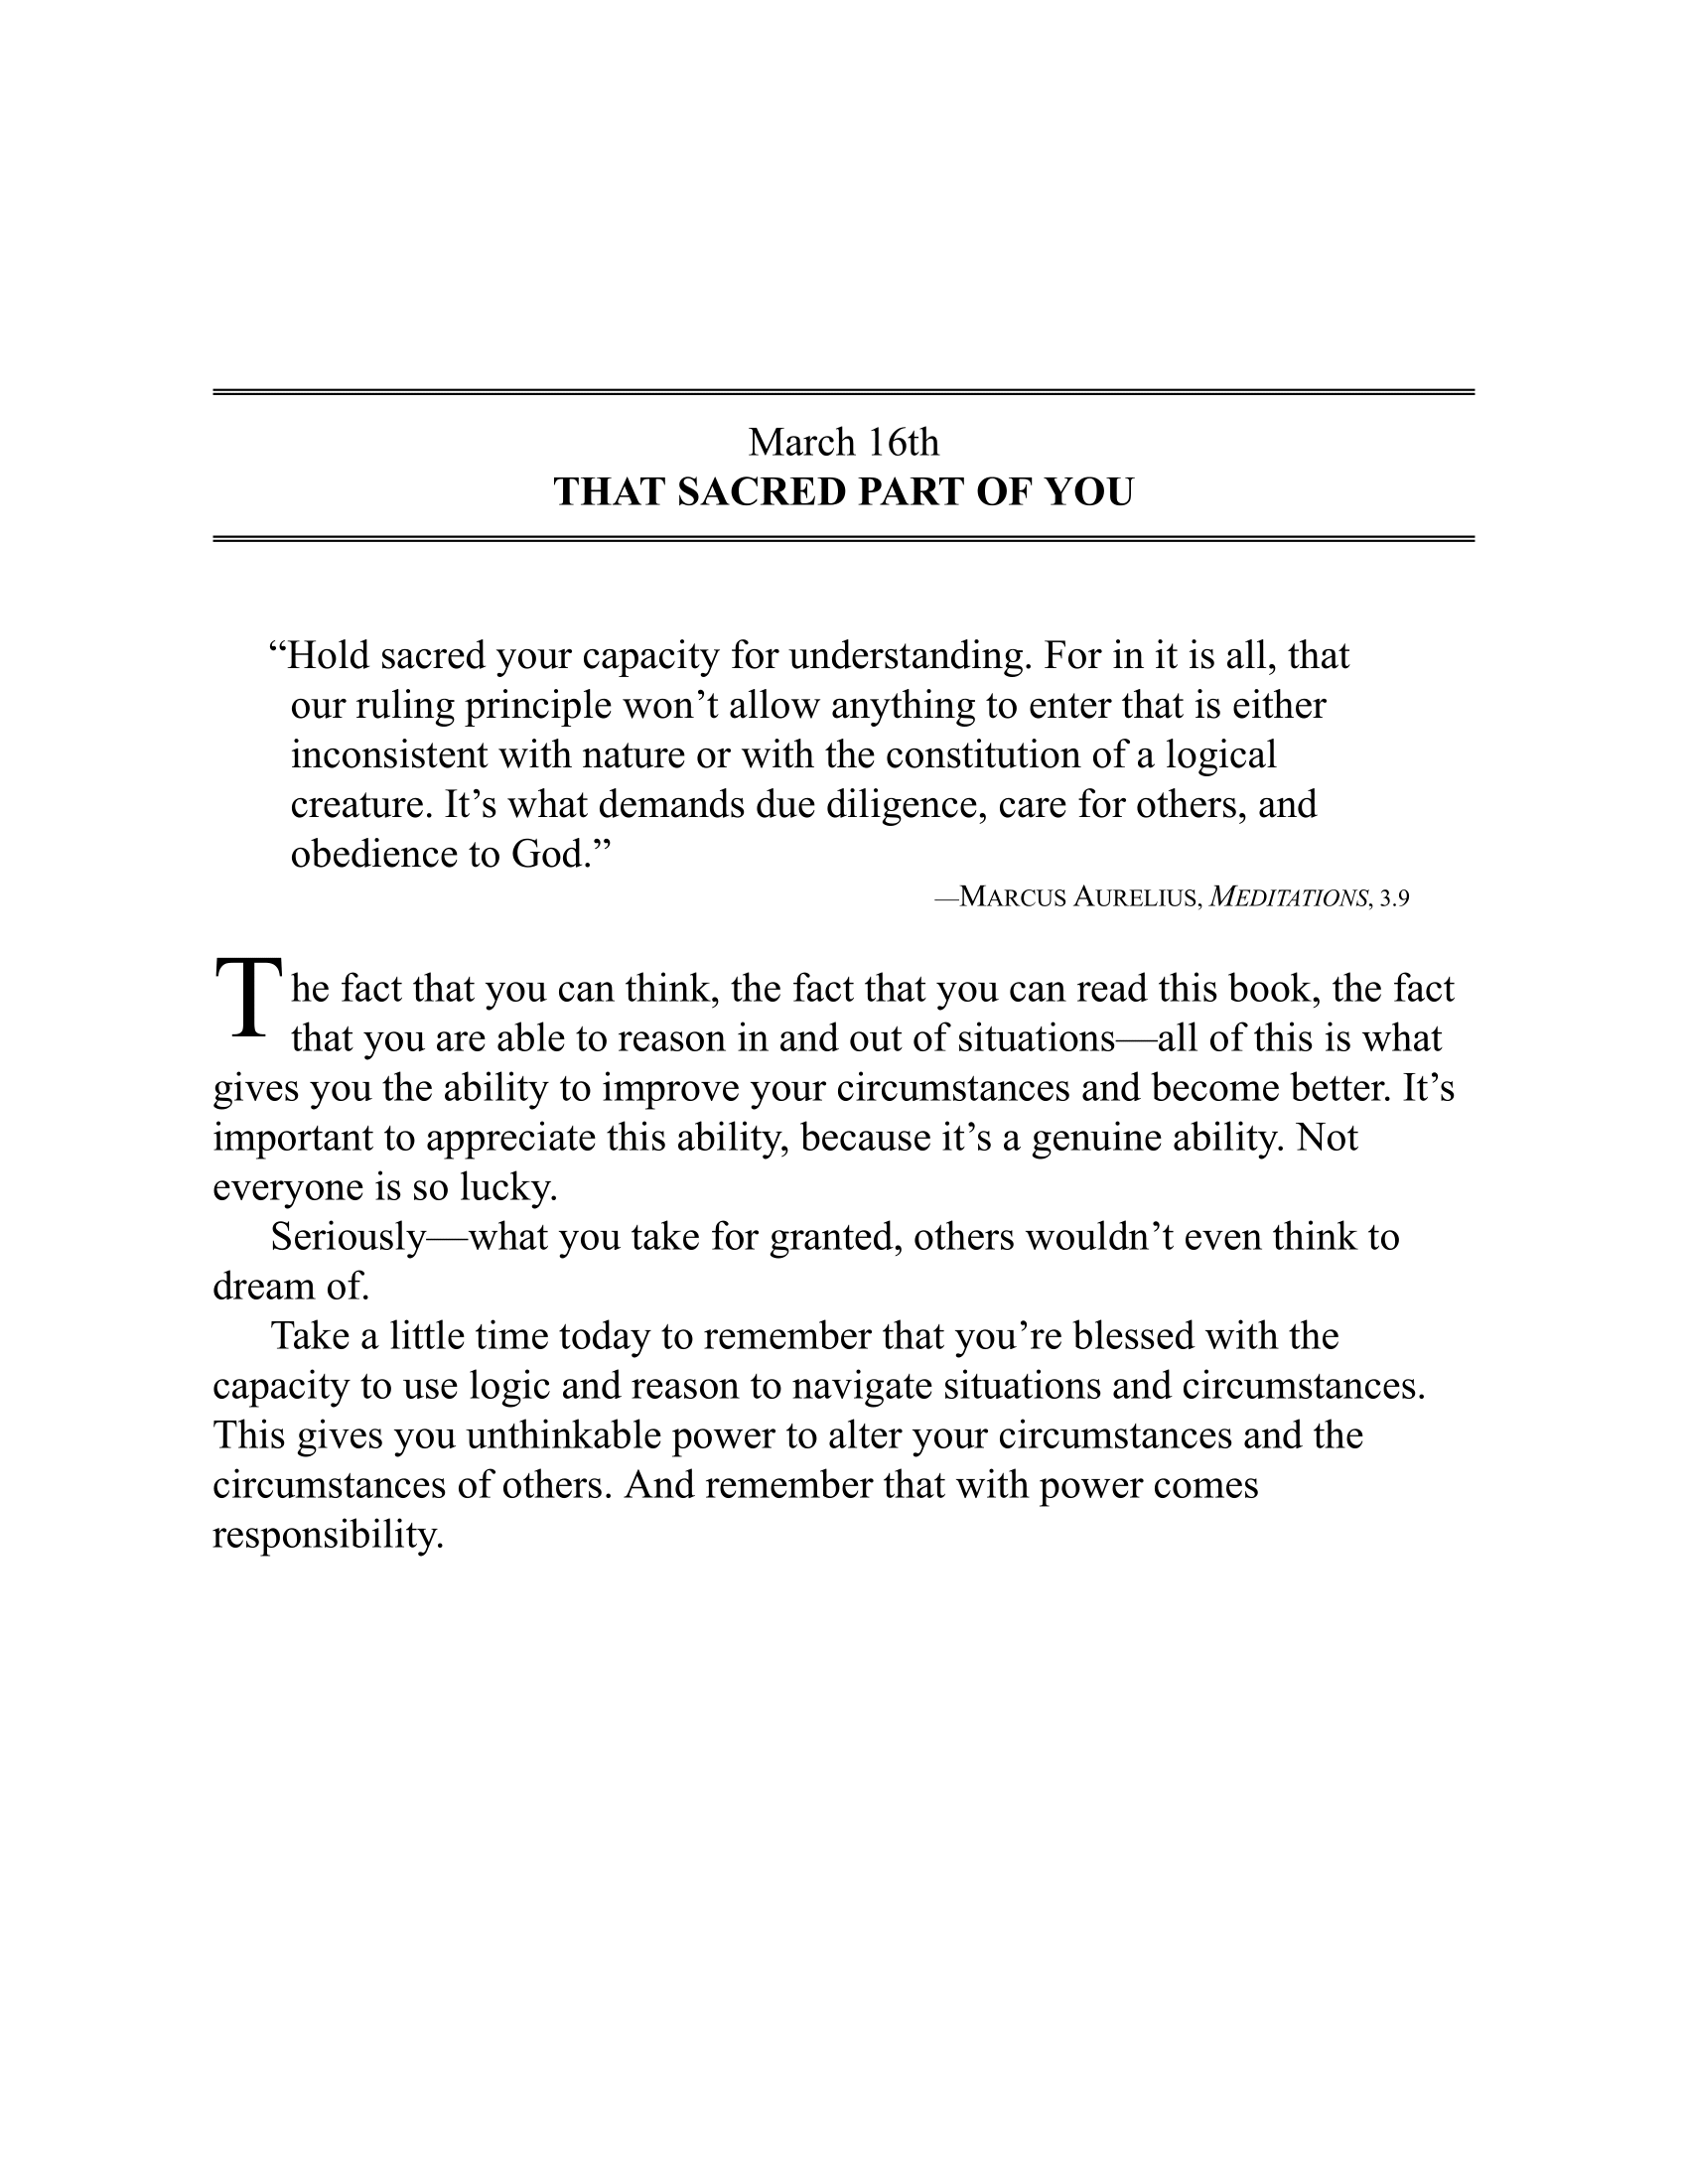 March 16th
THAT SACRED PART OF YOU
“Hold sacred your capacity for understanding. For in it is all, that
our ruling principle won’t allow anything to enter that is either
inconsistent with nature or with the constitution of a logical
creature. It’s what demands due diligence, care for others, and
obedience to God.”
—MARCUS AURELIUS, MEDITATIONS, 3.9
The fact that you can think, the fact that you can read this book, the fact
that you are able to reason in and out of situations—all of this is what
gives you the ability to improve your circumstances and become better. It’s
important to appreciate this ability, because it’s a genuine ability. Not
everyone is so lucky.
Seriously—what you take for granted, others wouldn’t even think to
dream of.
Take a little time today to remember that you’re blessed with the
capacity to use logic and reason to navigate situations and circumstances.
This gives you unthinkable power to alter your circumstances and the
circumstances of others. And remember that with power comes
responsibility.